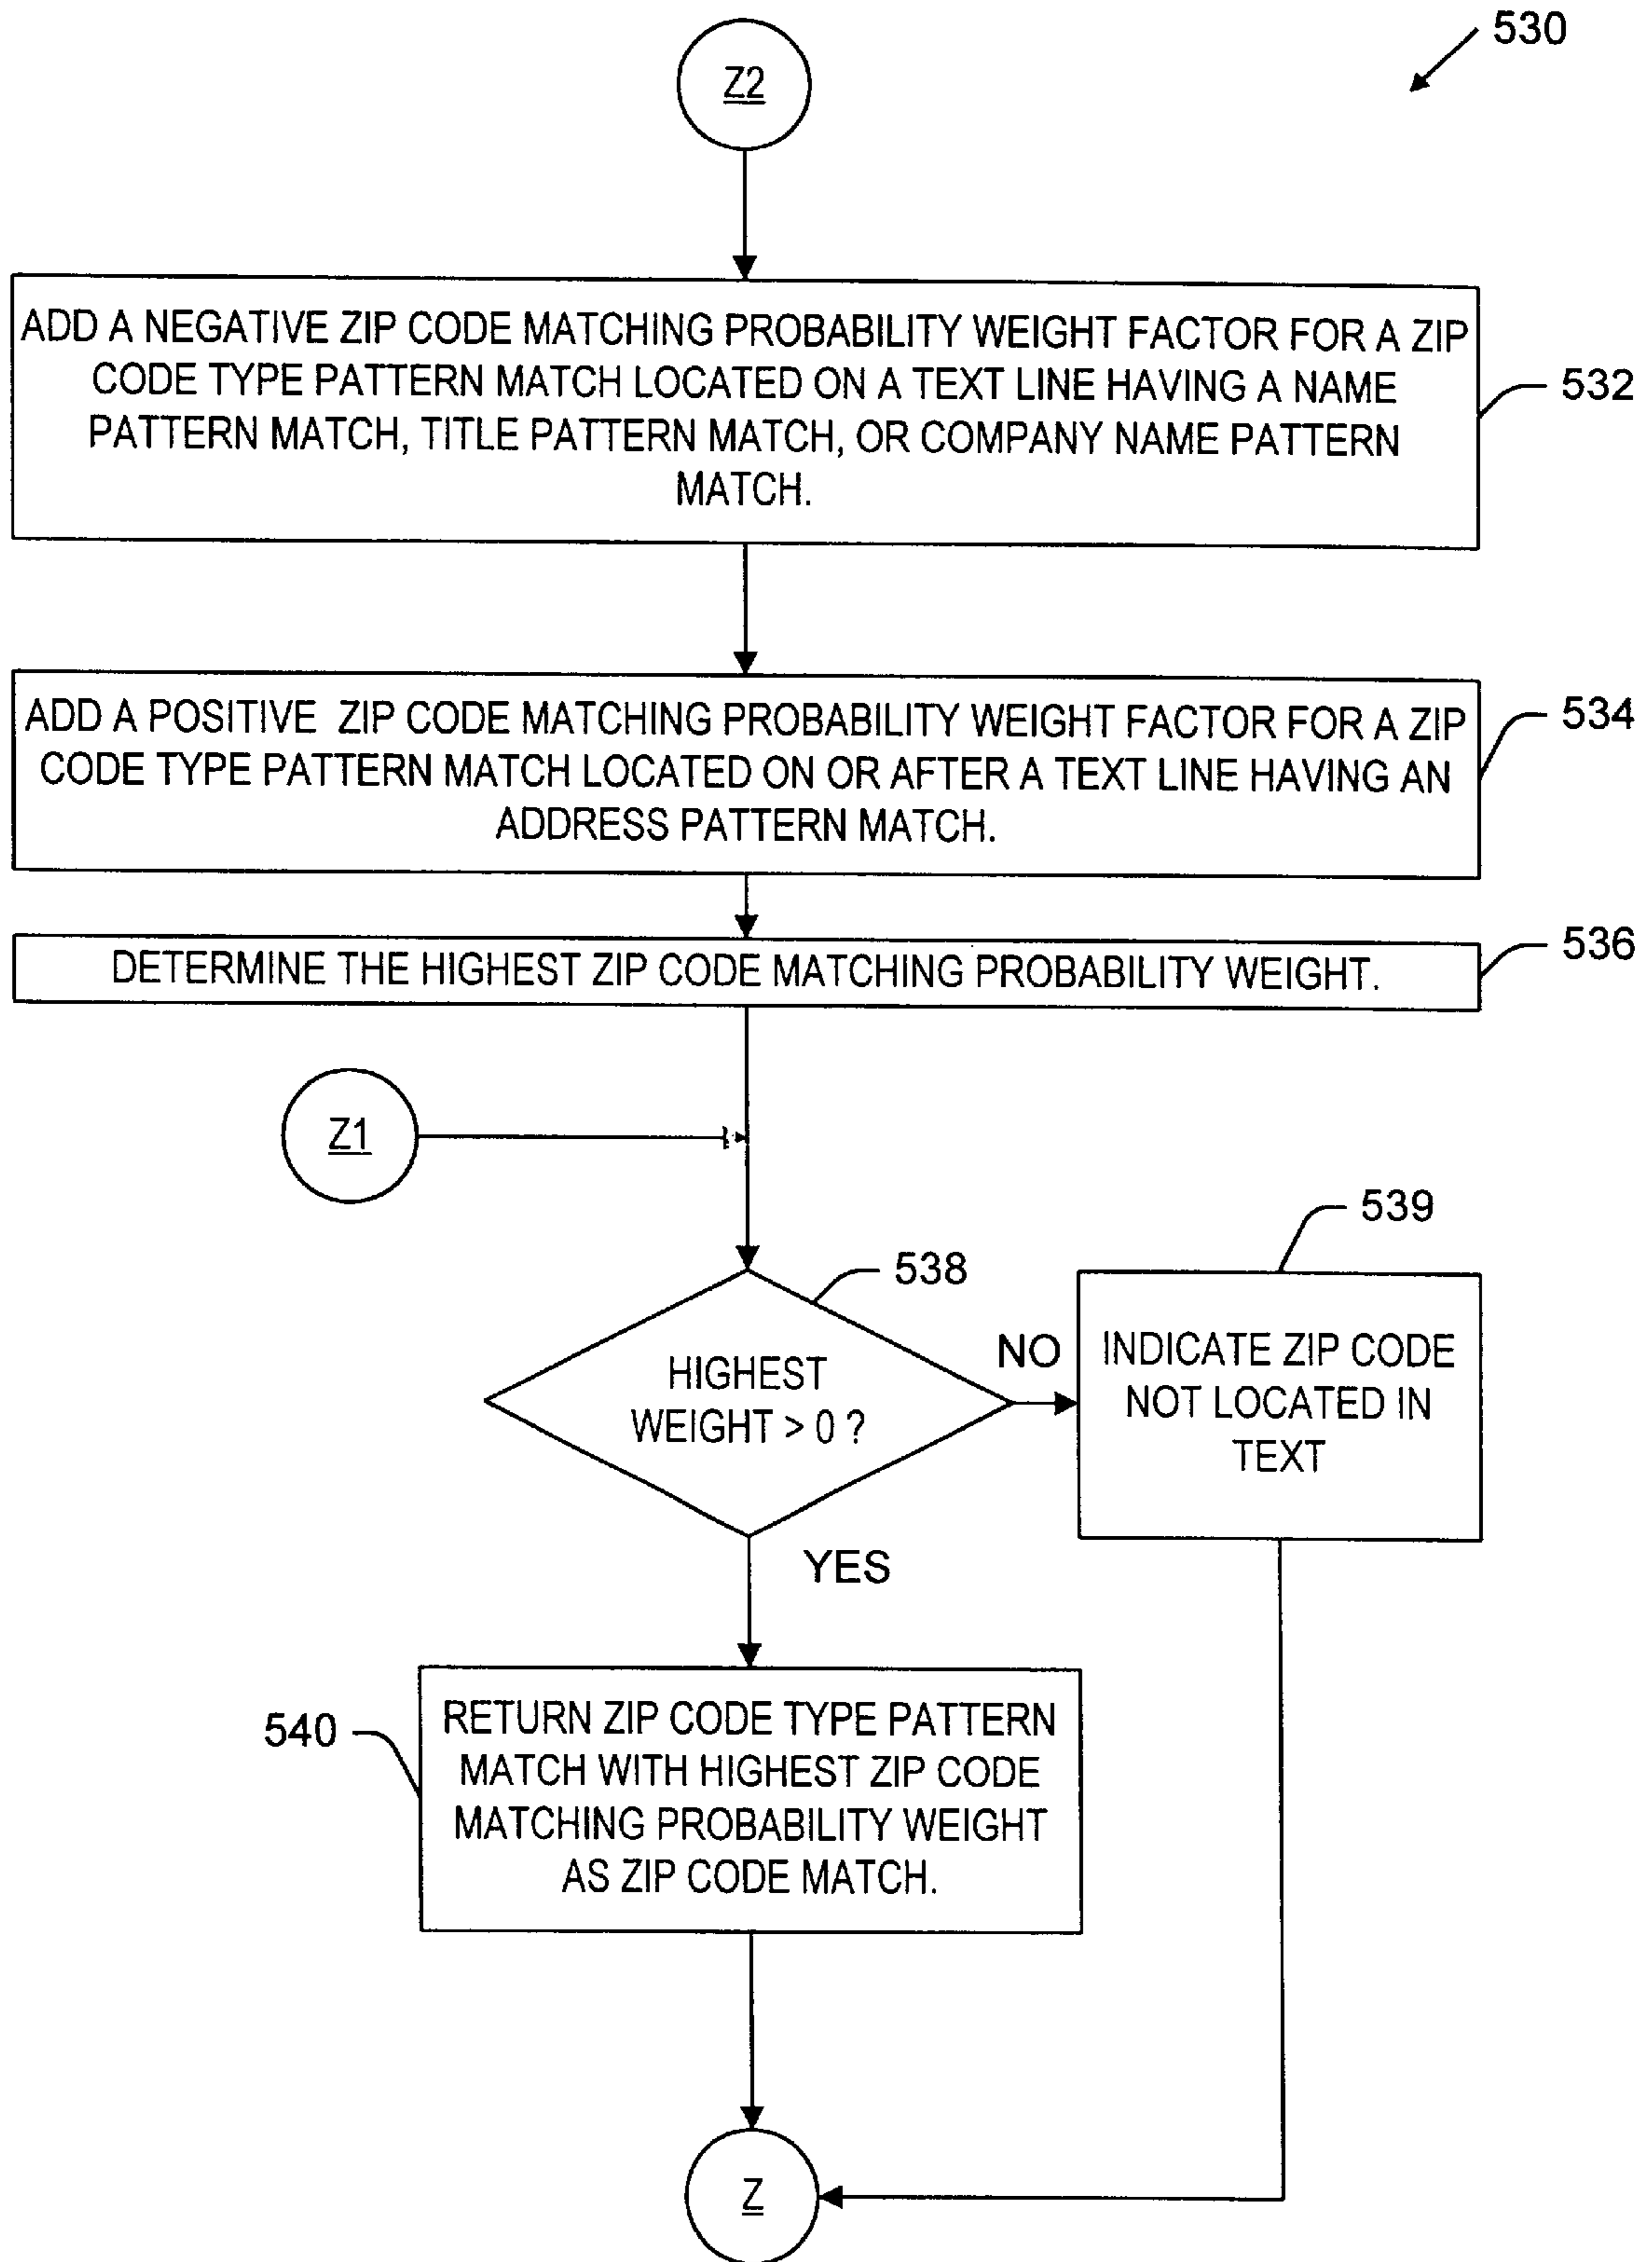 530
Z2
ADD A NEGATIVE ZIP CODE MATCHING PROBABILITY WEIGHT FACTOR FOR A ZIP
CODE TYPE PATTERN MATCH LOCATED ON A TEXT LINE HAVING A NAME
PATTERN MATCH, TITLE PATTERN MATCH, OR COMPANY NAME PATTERN
MATCH.
532
ADD A POSITIVE ZIP CODE MATCHING PROBABILITY WEIGHT FACTOR FOR A ZIP
CODE TYPE PATTERN MATCH LOCATED ON OR AFTER A TEXT LINE HAVING AN
ADDRESS PATTERN MATCH.
534
DETERMINE THE HIGHEST ZIP CODE MATCHING PROBABILITY WEIGHT.
536
Z1
538
HIGHEST
WEIGHT > 0 ?
NO
539
INDICATE ZIP CODE
NOT LOCATED IN
TEXT
YES
540
RETURN ZIP CODE TYPE PATTERN
MATCH WITH HIGHEST ZIP CODE
MATCHING PROBABILITY WEIGHT
AS ZIP CODE MATCH.
Z